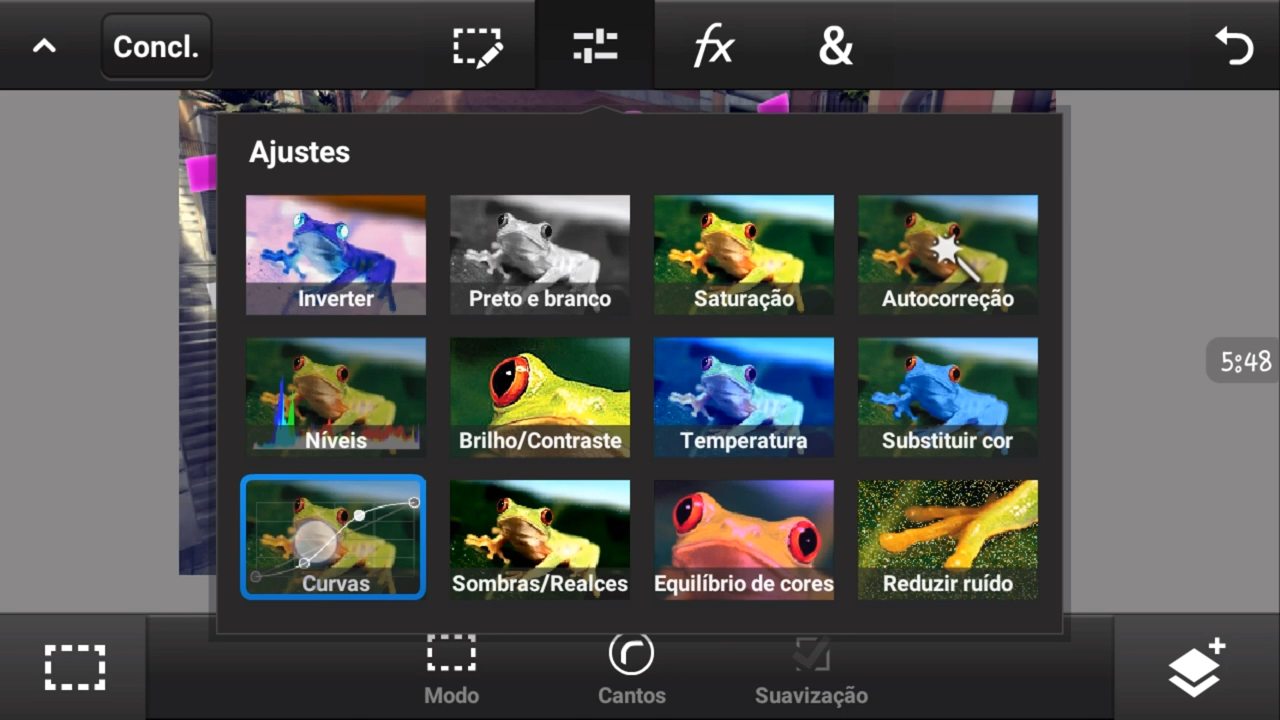 Concl.
fx
&
Ajustes
Inverter
Preto e branco
Saturação
Autocorreção
Níveis
Brilho/Contraste
Temperatura
Substituir cor
5:48
Curvas
Sombras/Realces
Equilíbrio de cores
Reduzir ruído
Modo
Cantos
Suavização